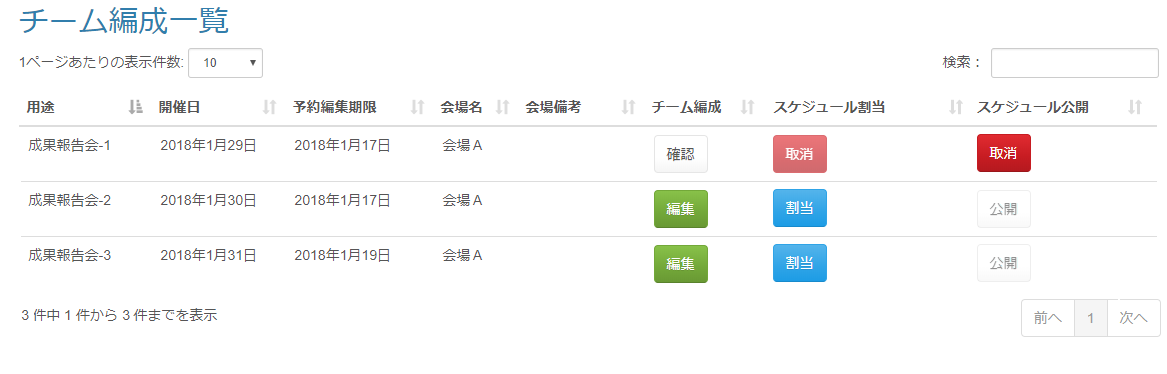 チーム編成一覧
1ページあたりの表示件数: 10 検索：
用途 開催日 予約編集期限 会場名 会場備考 チーム編成 スケジュール割当 スケジュール公開
成果報告会-1 2018年1月29日 2018年1月17日 会場Ａ 確認 取消 取消
成果報告会-2 2018年1月30日 2018年1月17日 会場Ａ 編集 割当 公開
成果報告会-3 2018年1月31日 2018年1月19日 会場Ａ 編集 割当 公開
3 件中 1 件から 3 件までを表示 前へ 1 次へ